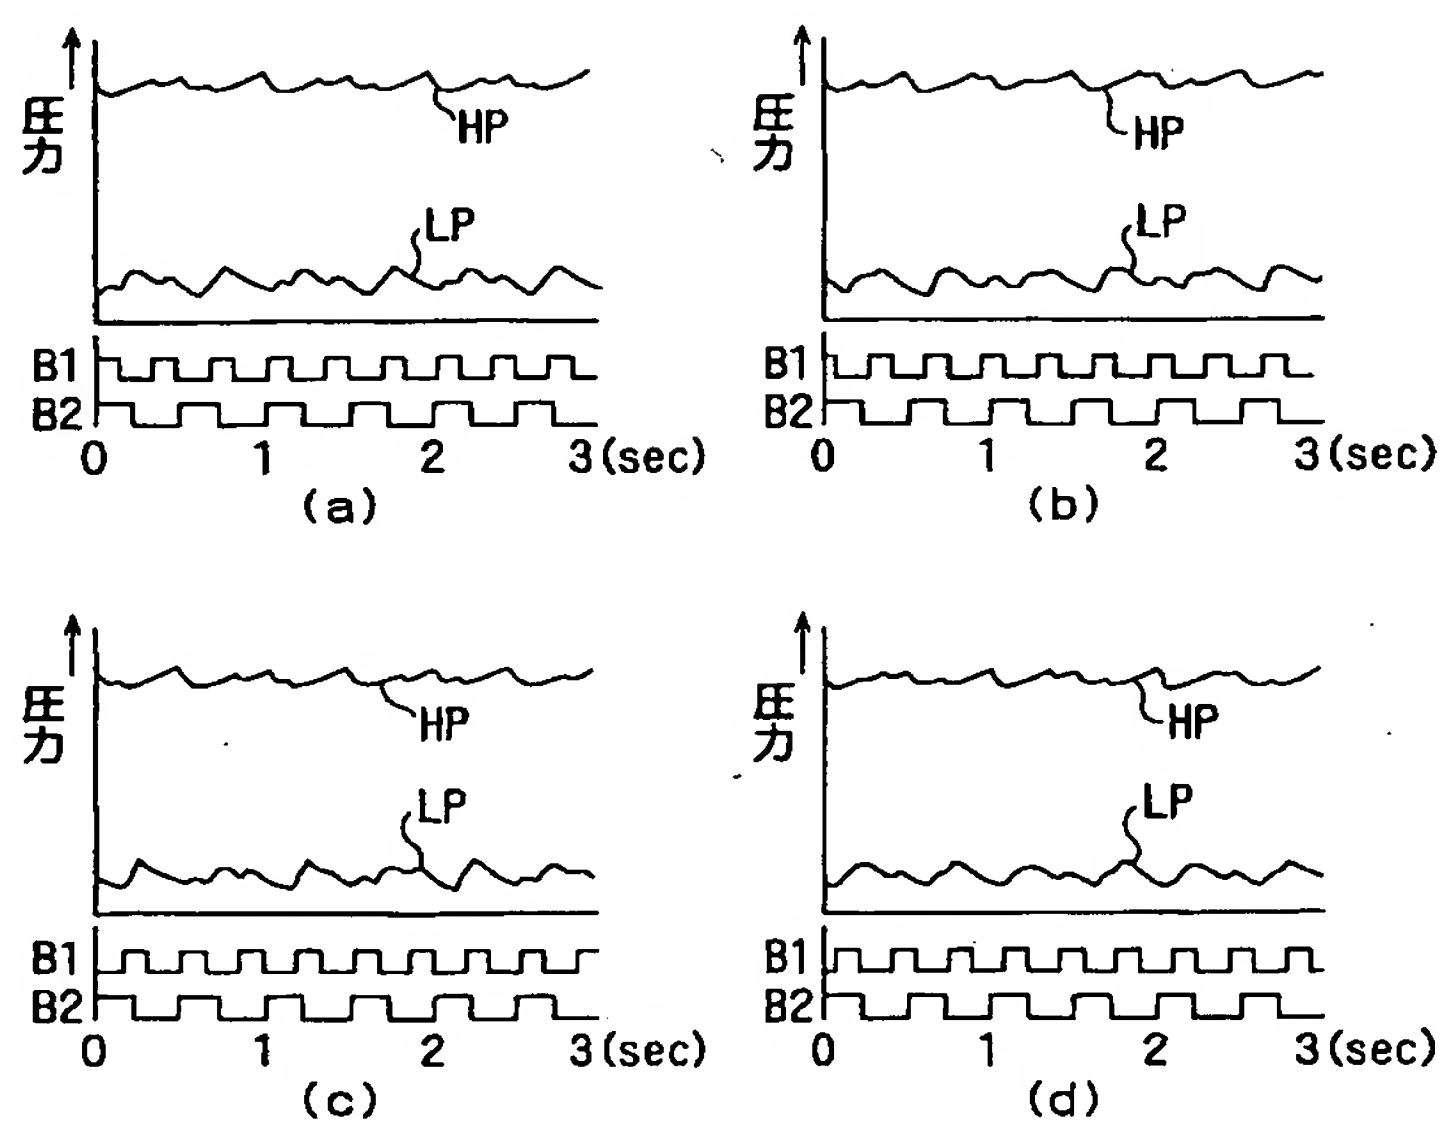 圧力
HP
LP
B1
B2
0 1 2 3(sec)
(a)
圧力
HP
LP
B1
B2
0 1 2 3(sec)
(b)
圧力
HP
LP
B1
B2
0 1 2 3(sec)
(c)
圧力
HP
LP
B1
B2
0 1 2 3(sec)
(d)